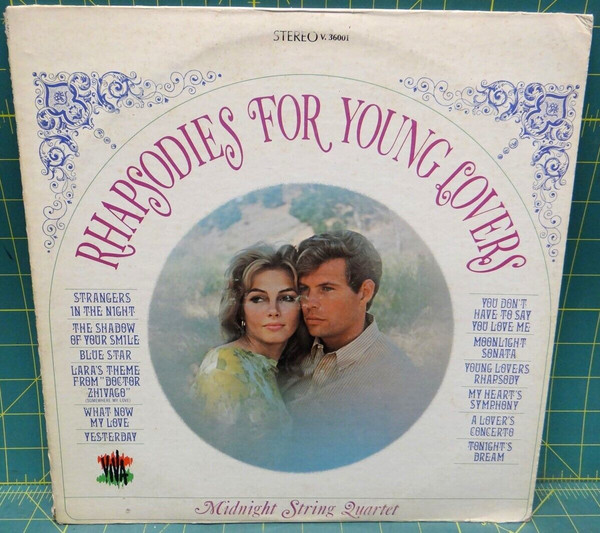 STEREO V. 36001
RHAPSODIES FOR YOUNG LOVERS
STRANGERS
IN THE NIGHT
THE SHADOW
OF YOUR SMILE
BLUE STAR
LARA'S THEME
FROM "DOCTOR
ZHIVAGO"
(SOMEWHERE MY LOVE)
WHAT NOW
MY LOVE
YESTERDAY
YOU DON'T
HAVE TO SAY
YOU LOVE ME
MOONLIGHT
SONATA
YOUNG LOVERS
RHAPSODY
MY HEART'S
SYMPHONY
A LOVER'S
CONCERTO
TONIGHT'S
DREAM
VIVA
Midnight String Quartet